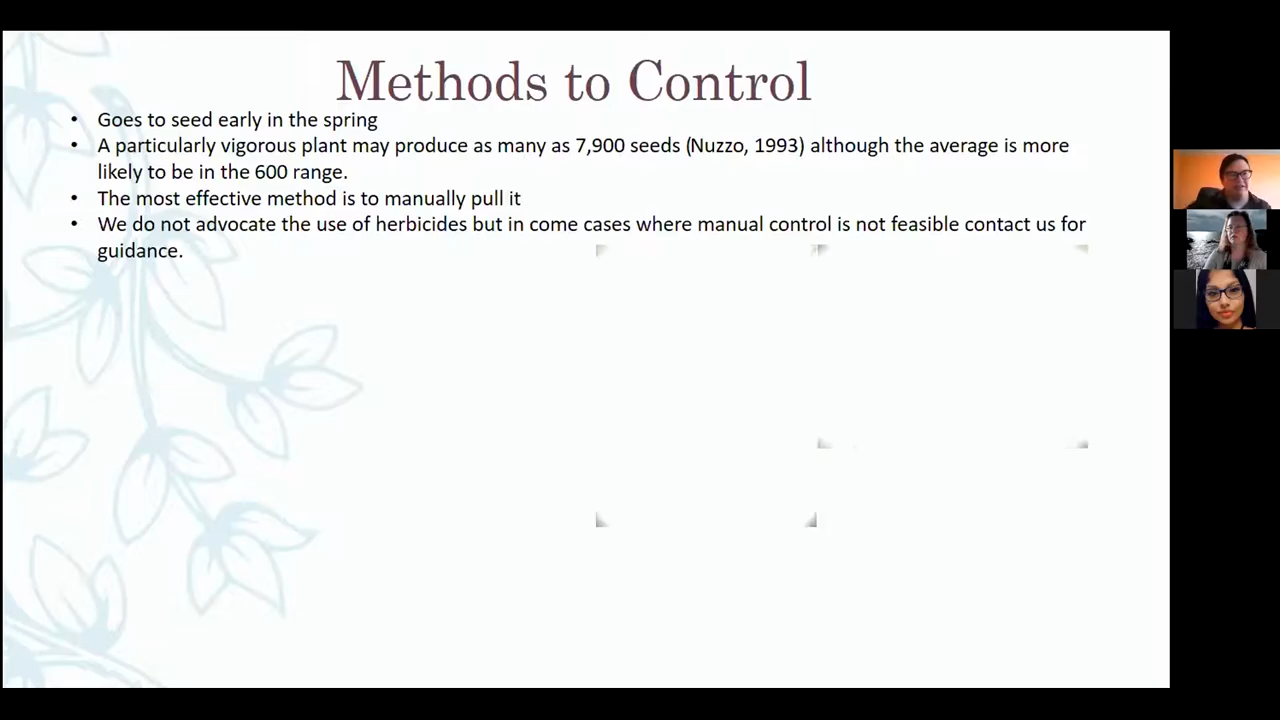 Methods to Control
• Goes to seed early in the spring
• A particularly vigorous plant may produce as many as 7,900 seeds (Nuzzo, 1993) although the average is more
likely to be in the 600 range.
• The most effective method is to manually pull it
• We do not advocate the use of herbicides but in come cases where manual control is not feasible contact us for
guidance.